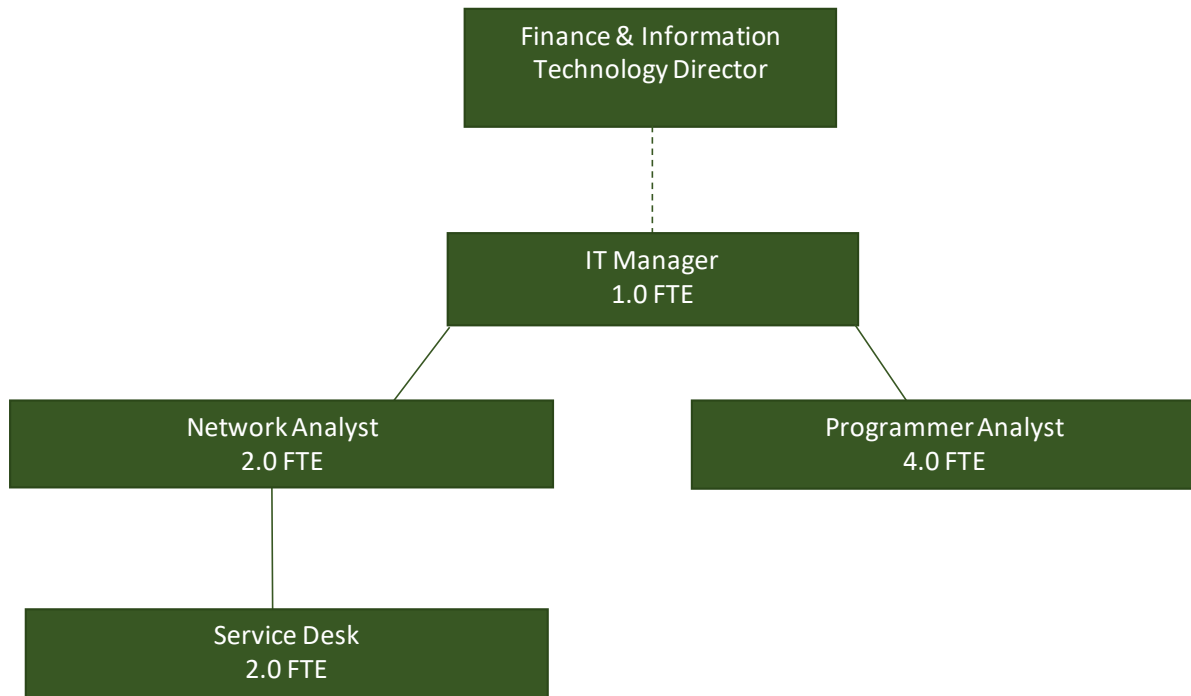 Finance & Information
Technology Director
IT Manager
1.0 FTE
Network Analyst
2.0 FTE
Programmer Analyst
4.0 FTE
Service Desk
2.0 FTE